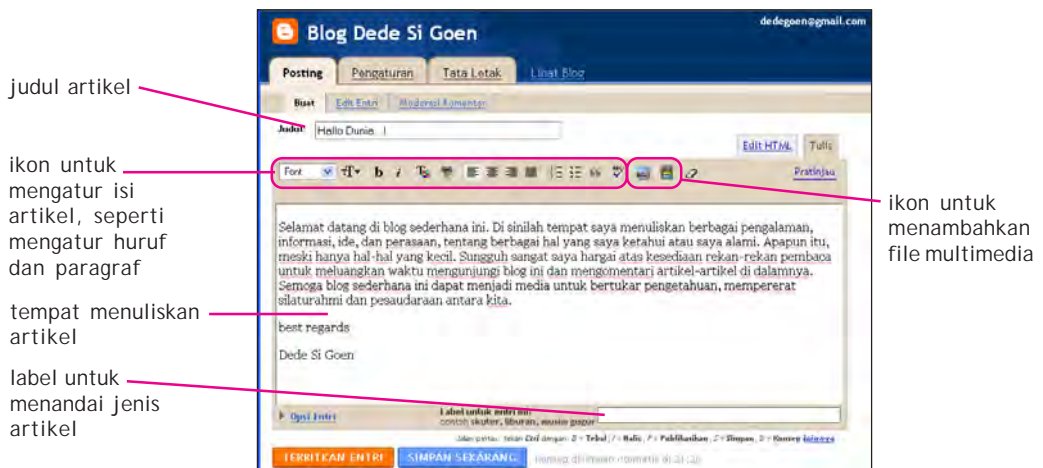 Blog Dede Si Goen
dedegoen@gmail.com
Posting Pengaturan Tata Letak Lihat Blog
Buat Edit Entri Moderasi Komentar
Judul: Hallo Dunia
Edit HTML Tulis
Font
Pratinjau
Selamat datang di blog sederhana ini. Di sinilah tempat saya menuliskan berbagai pengalaman,
informasi, ide, dan perasaan, tentang berbagai hal yang saya ketahui atau saya alami. Apapun itu,
meski hanya hal-hal yang kecil. Sungguh sangat saya hargai atas kesediaan rekan-rekan pembaca
untuk meluangkan waktu mengunjungi blog ini dan mengomentari artikel-artikel di dalamnya.
Semoga blog sederhana ini dapat menjadi media untuk bertukar pengetahuan, mempererat
silaturahmi dan pesaudaraan antara kita.
best regards
Dede Si Goen
Opsi Entri
Label untuk entri ini:
contoh skuter, liburan, musim gugur
TERBITKAN ENTRI SIMPAN SEKARANG
judul artikel
ikon untuk
mengatur isi
artikel, seperti
mengatur huruf
dan paragraf
tempat menuliskan
artikel
label untuk
menandai jenis
artikel
ikon untuk
menambahkan
file multimedia